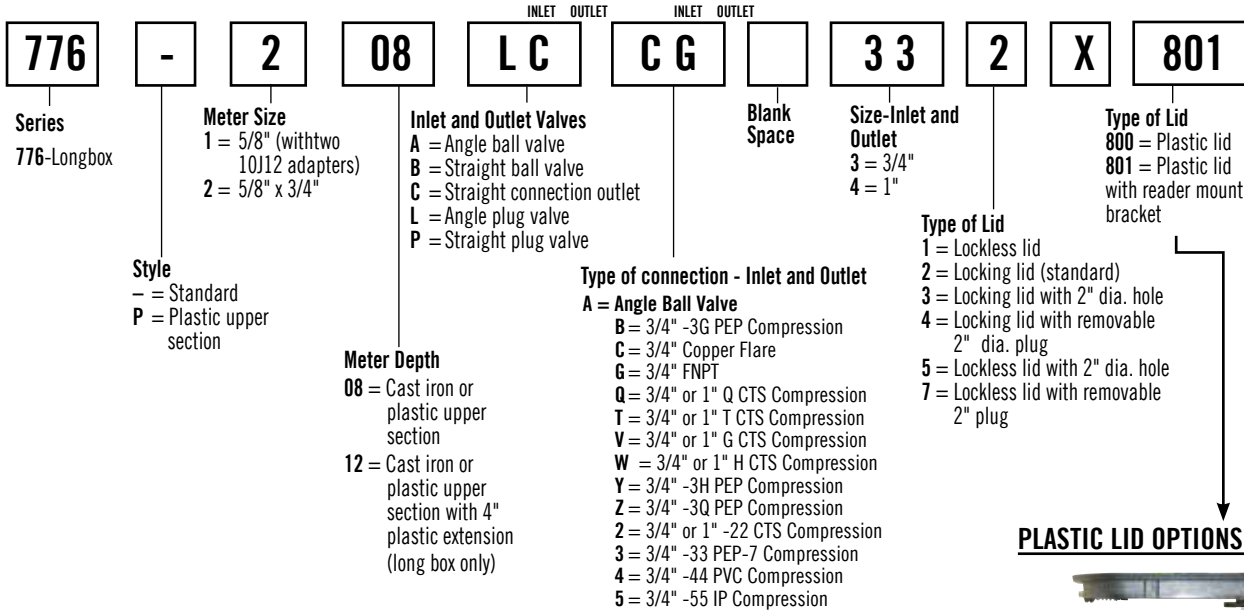 INLET OUTLET INLET OUTLET
776 - 2 08 L C C G 3 3 2 X 801
Series
776-Longbox
Style
– = Standard
P = Plastic upper
section
Meter Size
1 = 5/8" (withtwo
10J12 adapters)
2 = 5/8" x 3/4"
Meter Depth
08 = Cast iron or
plastic upper
section
12 = Cast iron or
plastic upper
section with 4"
plastic extension
(long box only)
Inlet and Outlet Valves
A = Angle ball valve
B = Straight ball valve
C = Straight connection outlet
L = Angle plug valve
P = Straight plug valve
Type of connection - Inlet and Outlet
A = Angle Ball Valve
B = 3/4" -3G PEP Compression
C = 3/4" Copper Flare
G = 3/4" FNPT
Q = 3/4" or 1" Q CTS Compression
T = 3/4" or 1" T CTS Compression
V = 3/4" or 1" G CTS Compression
W = 3/4" or 1" H CTS Compression
Y = 3/4" -3H PEP Compression
Z = 3/4" -3Q PEP Compression
2 = 3/4" or 1" -22 CTS Compression
3 = 3/4" -33 PEP-7 Compression
4 = 3/4" -44 PVC Compression
5 = 3/4" -55 IP Compression
Blank
Space
Size-Inlet and
Outlet
3 = 3/4"
4 = 1"
Type of Lid
1 = Lockless lid
2 = Locking lid (standard)
3 = Locking lid with 2" dia. hole
4 = Locking lid with removable
2" dia. plug
5 = Lockless lid with 2" dia. hole
7 = Lockless lid with removable
2" plug
Type of Lid
800 = Plastic lid
801 = Plastic lid
with reader mount
bracket
PLASTIC LID OPTIONS